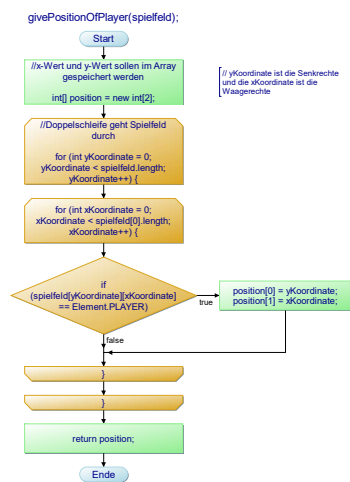 givePositionOfPlayer(spielfeld);
Start
//x-Wert und y-Wert sollen im Array
gespeichert werden
int[] position = new int[2];
// yKoordinate ist die Senkrechte
und die xKoordinate ist die
Waagerechte
//Doppelschleife geht Spielfeld
durch
for (int yKoordinate = 0;
yKoordinate < spielfeld.length;
yKoordinate++) {
for (int xKoordinate = 0;
xKoordinate < spielfeld[0].length;
xKoordinate++) {
if
(spielfeld[yKoordinate][xKoordinate]
== Element.PLAYER)
true
position[0] = yKoordinate;
position[1] = xKoordinate;
false
}
}
return position;
Ende